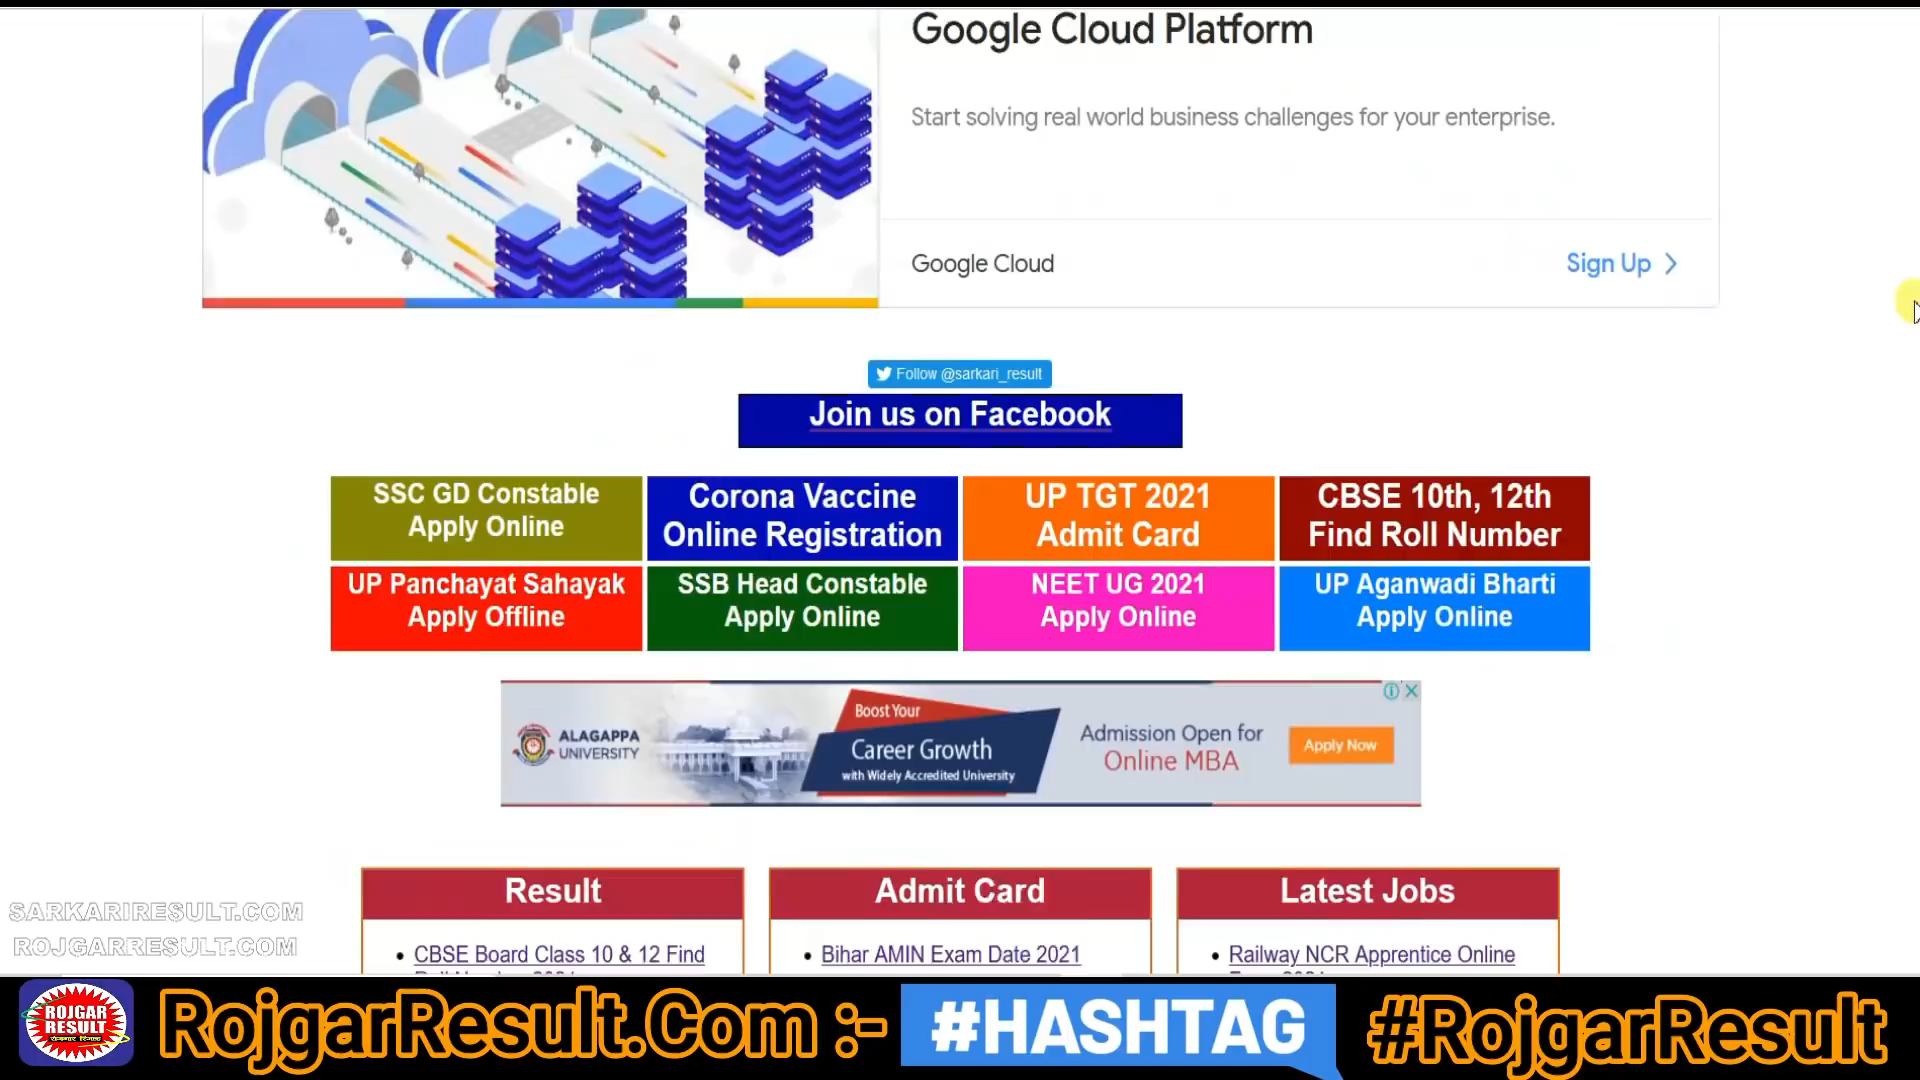 Google Cloud Platform
Start solving real world business challenges for your enterprise.
Google Cloud
Sign Up
Follow @sarkari_result
Join us on Facebook
SSC GD Constable
Apply Online
Corona Vaccine
Online Registration
UP TGT 2021
Admit Card
CBSE 10th, 12th
Find Roll Number
UP Panchayat Sahayak
Apply Offline
SSB Head Constable
Apply Online
NEET UG 2021
Apply Online
UP Aganwadi Bharti
Apply Online
ALAGAPPA
UNIVERSITY
Boost Your
Career Growth
with Widely Accredited University
Admission Open for
Online MBA
Apply Now
Result
Admit Card
Latest Jobs
CBSE Board Class 10 & 12 Find
Bihar AMIN Exam Date 2021
Railway NCR Apprentice Online
SARKARIRESULT.COM
ROJGARRESULT.COM
ROJGAR
RESULT
RojgarResult.Com :-
#HASHTAG
#RojgarResult